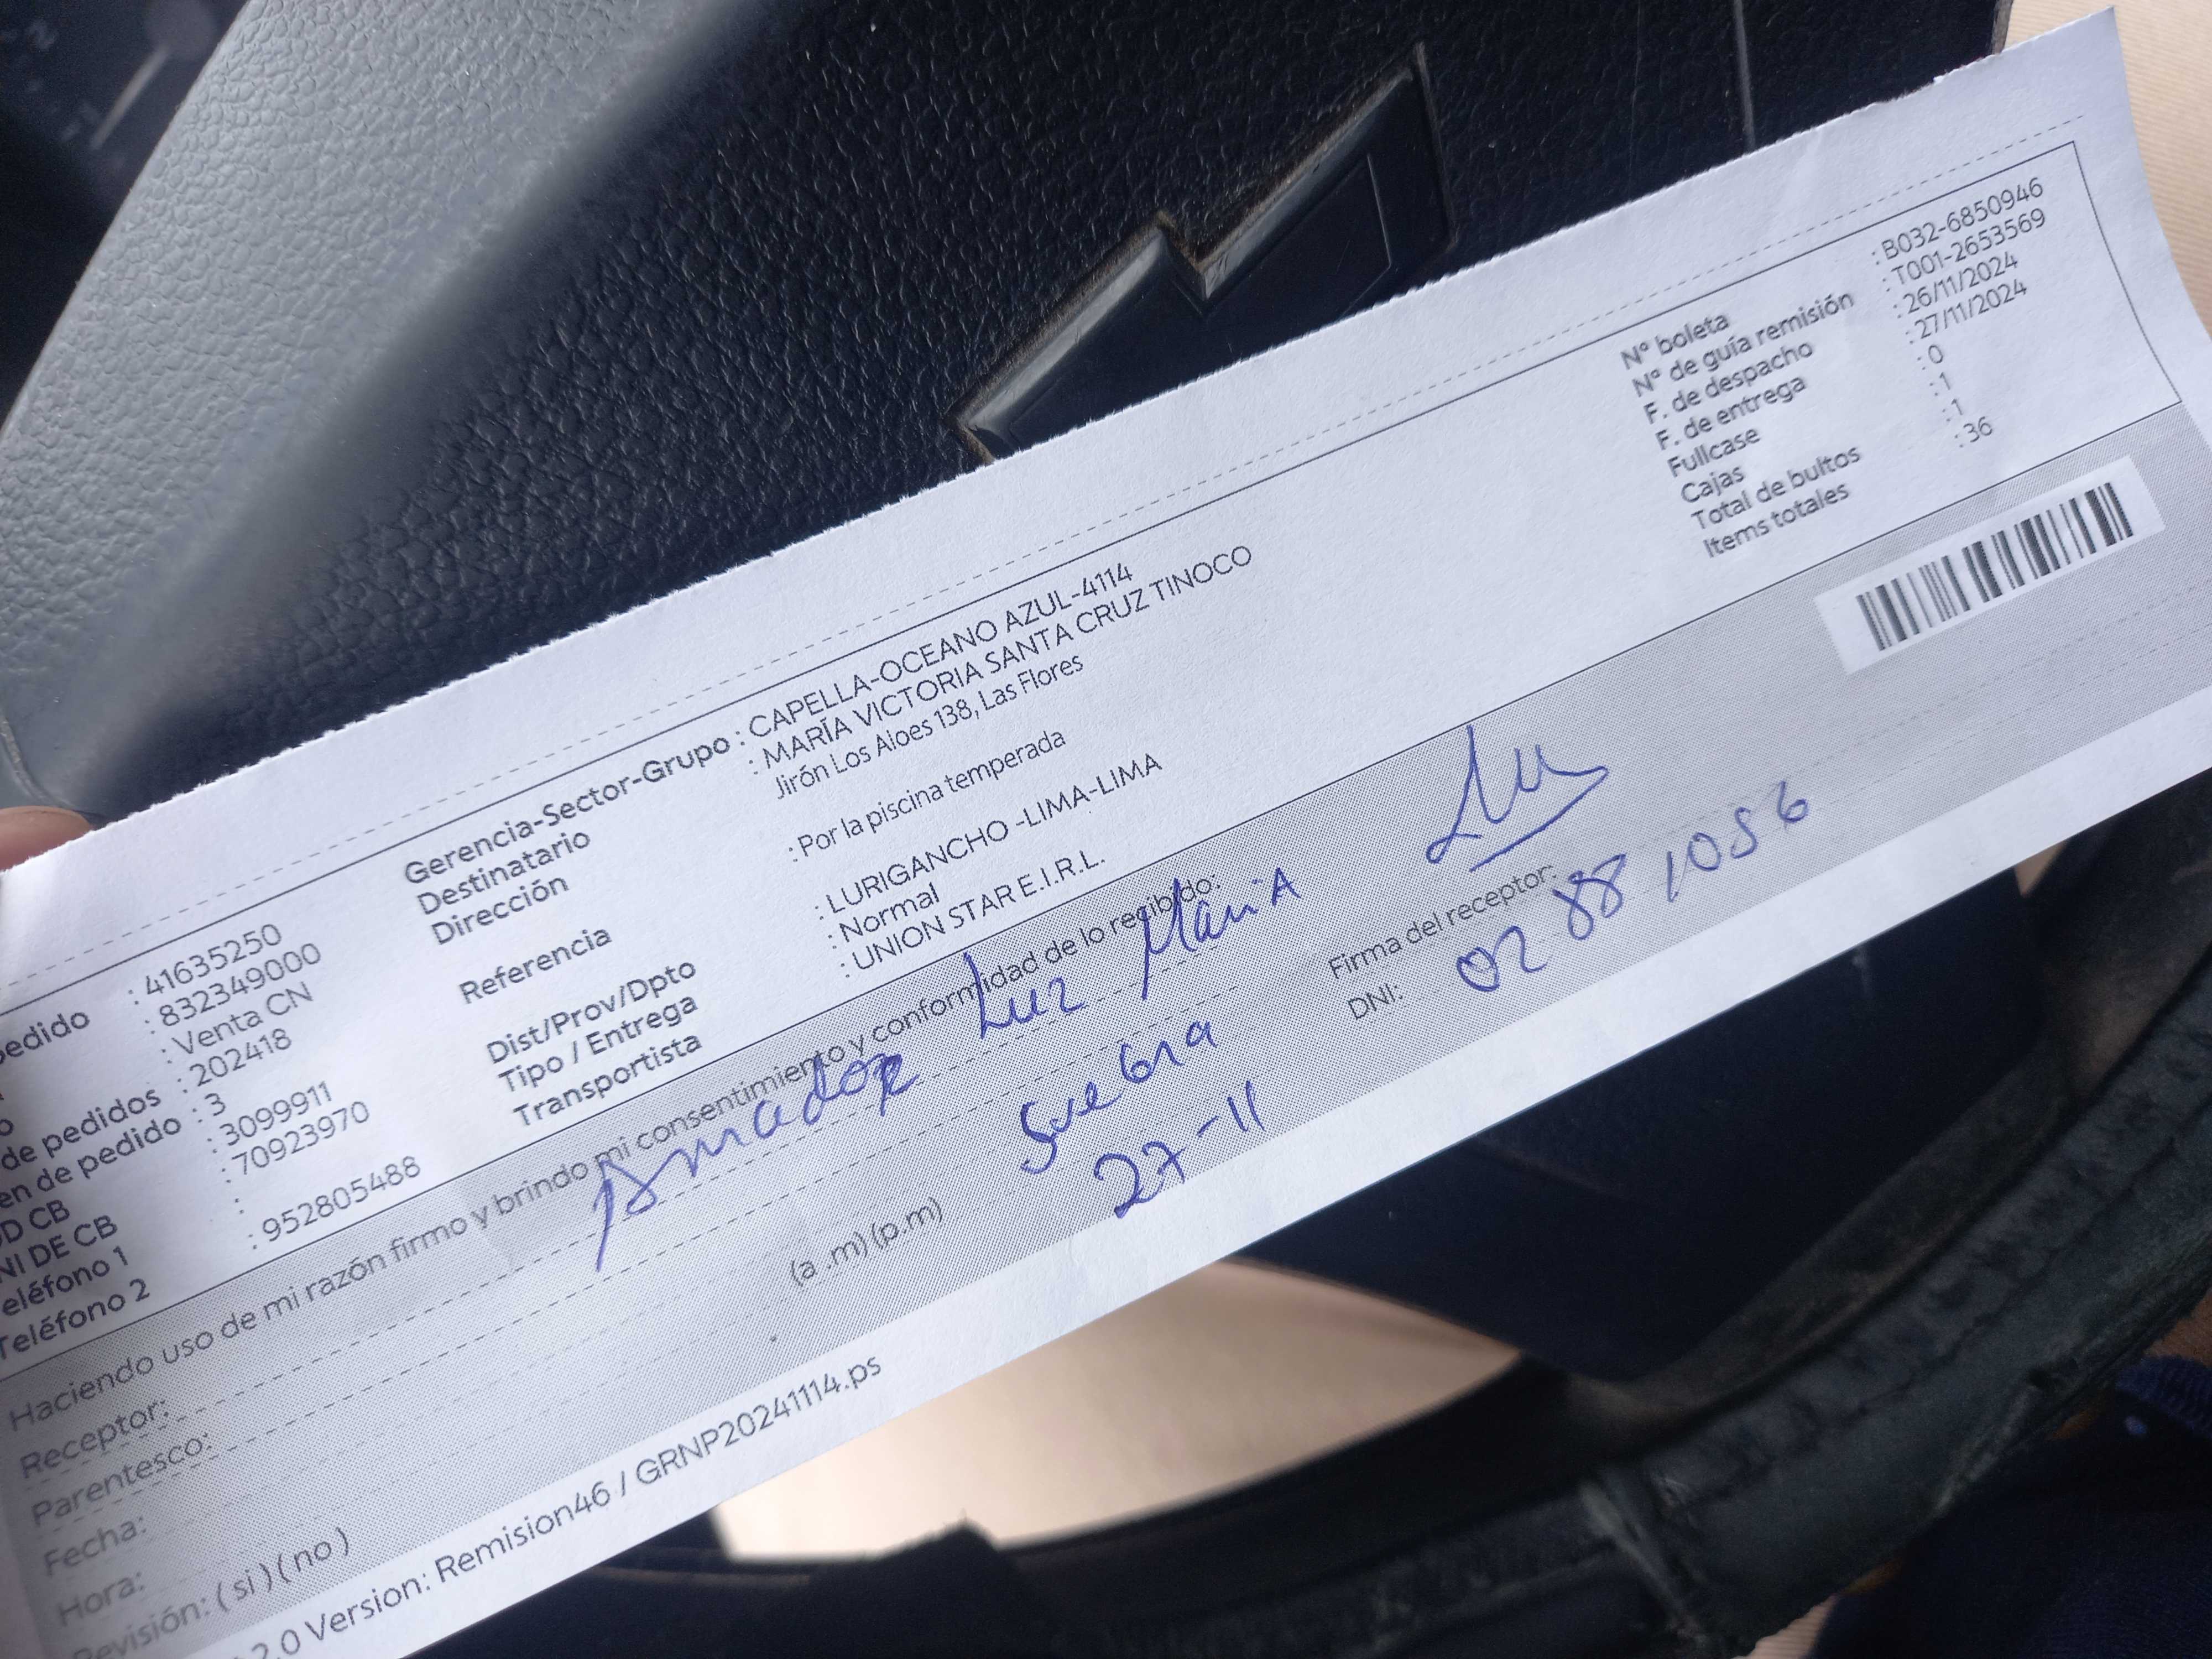 edido : 41635250
: 832349000
o : Venta CN
de pedidos : 202418
en de pedido : 3
D CB : 3099911
NI DE CB : 70923970
eléfono 1 :
Teléfono 2 : 952805488
Gerencia-Sector-Grupo : CAPELLA-OCEANO AZUL-4114
Destinatario : MARÍA VICTORIA SANTA CRUZ TINOCO
Dirección Jirón Los Aloes 138, Las Flores
Referencia : Por la piscina temperada
Dist/Prov/Dpto : LURIGANCHO -LIMA-LIMA
Tipo / Entrega : Normal
Transportista : UNION STAR E.I.R.L.
N° boleta : B032-6850946
N° de guía remisión : T001-2653569
F. de despacho : 26/11/2024
F. de entrega : 27/11/2024
Fullcase : 0
Cajas : 1
Total de bultos : 1
Items totales : 36
Haciendo uso de mi razón firmo y brindo mi consentimiento y conformidad de lo recibido:
Receptor: Amador Luz Maria
Parentesco: Suegra
Fecha: 27-11
Hora: (a .m) (p.m)
Revisión: ( si ) ( no )
Firma del receptor:
DNI: 02881056
2.0 Version: Remision46 / GRNP20241114.ps